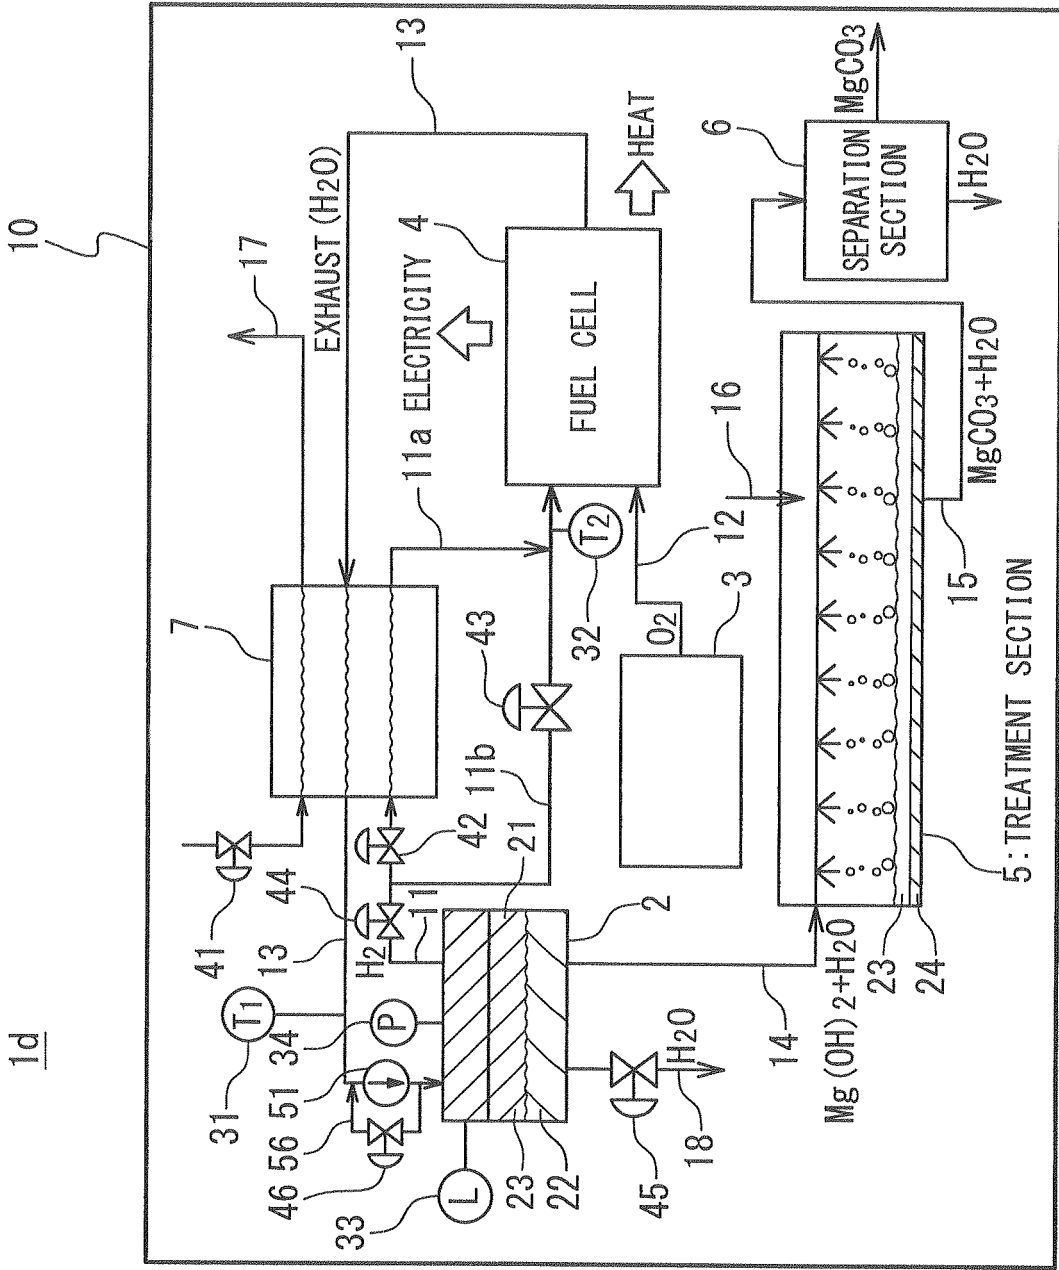 1d
10
31
T1
13
44
41
7
17
EXHAUST (H2O)
13
56
51
34
P
H2
11
42
11b
43
11a
ELECTRICITY
4
46
33
L
23
22
21
2
32
T2
FUEL CELL
HEAT
45
18
H2O
14
O2
3
12
16
6
SEPARATION
SECTION
MgCO3
H2O
Mg(OH)2+H2O
23
24
5:TREATMENT SECTION
15
MgCO3+H2O